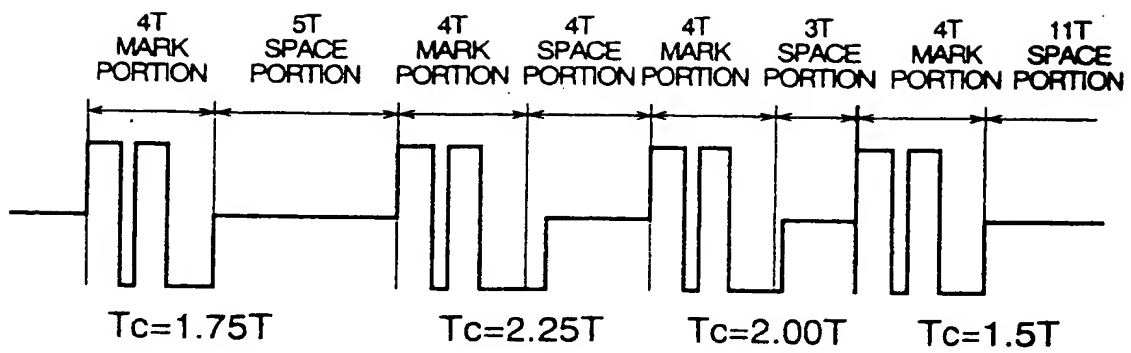 4T 5T 4T 4T 4T 3T 4T 11T
MARK SPACE MARK SPACE MARK SPACE MARK SPACE
PORTION PORTION PORTION PORTION PORTION PORTION PORTION PORTION
Tc=1.75T Tc=2.25T Tc=2.00T Tc=1.5T